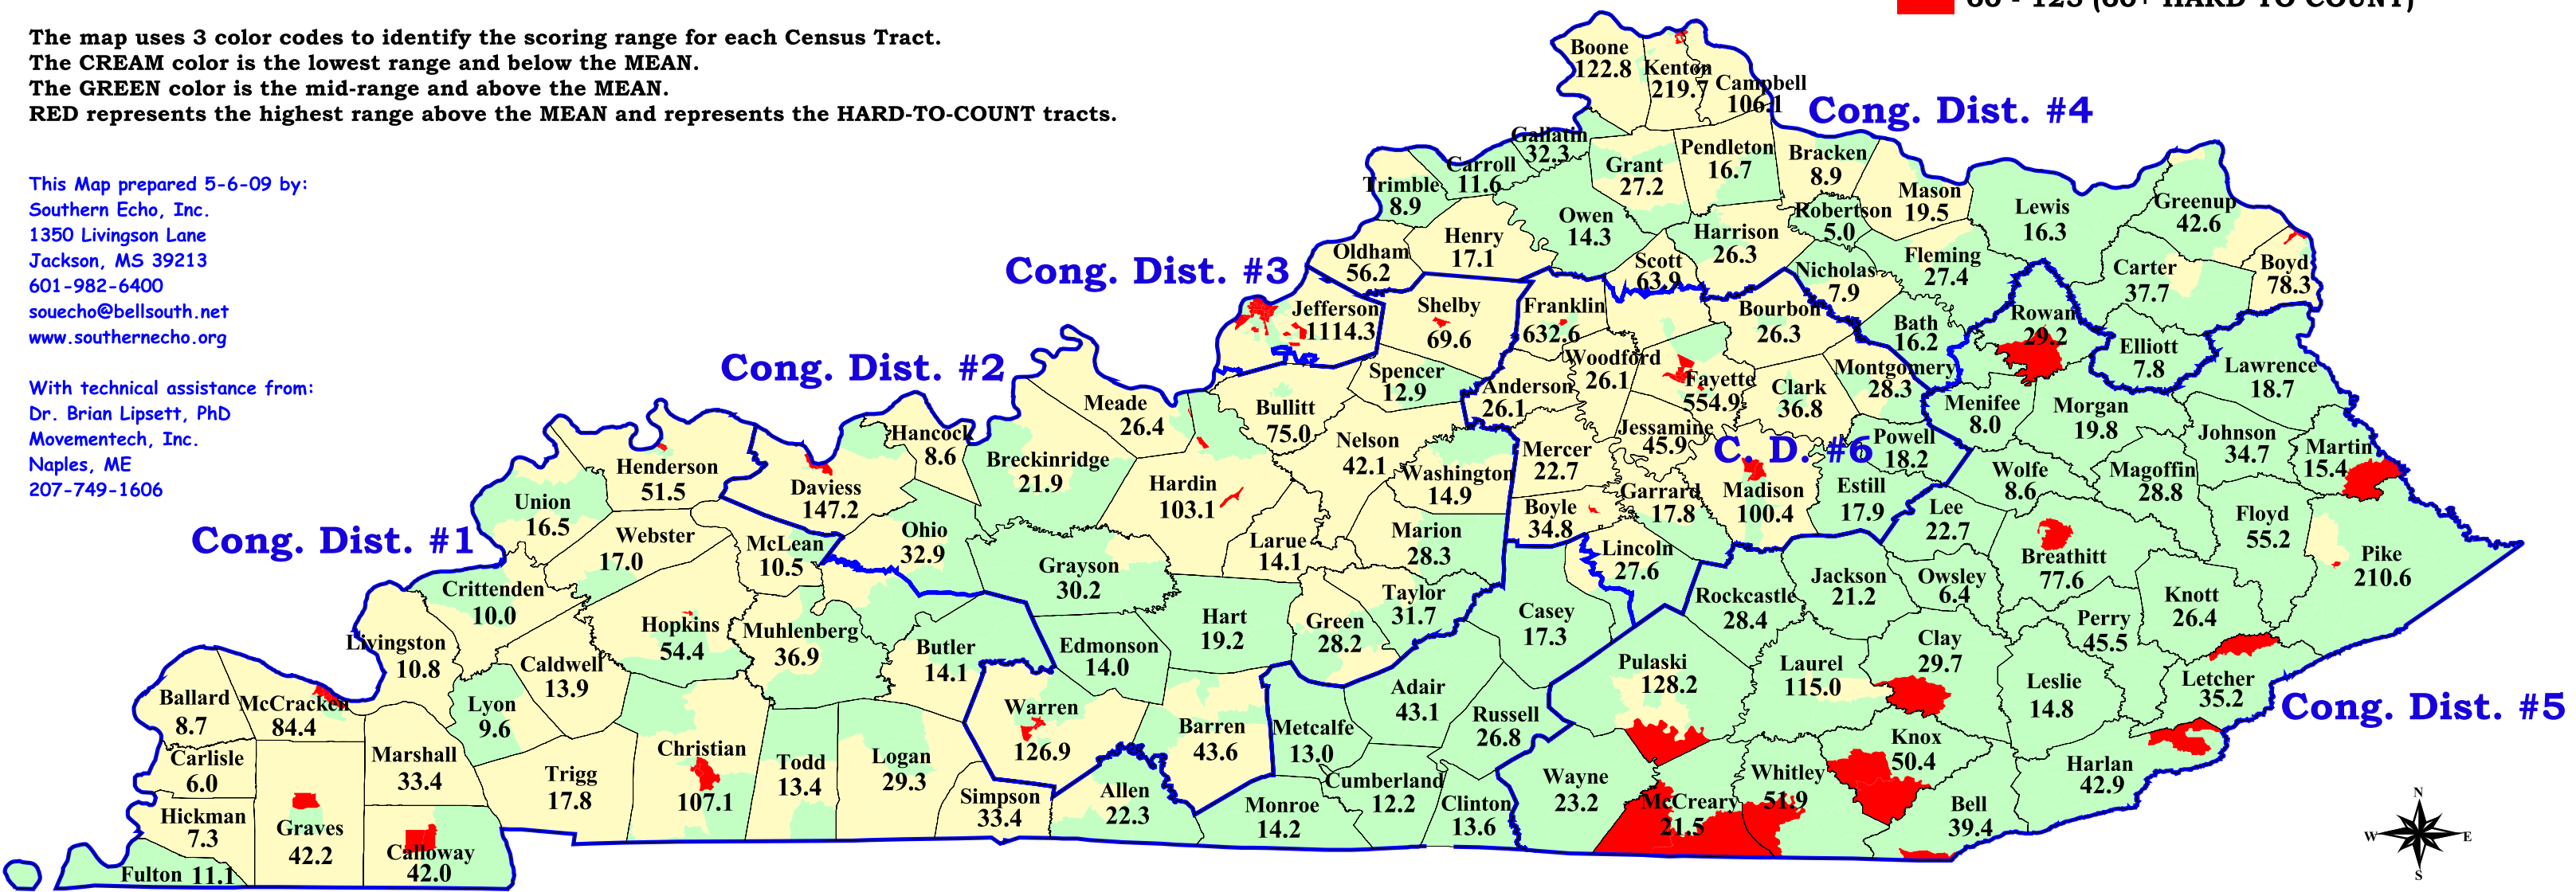 60 - 123 (60+ HARD TO COUNT)
The map uses 3 color codes to identify the scoring range for each Census Tract.
The CREAM color is the lowest range and below the MEAN.
The GREEN color is the mid-range and above the MEAN.
RED represents the highest range above the MEAN and represents the HARD-TO-COUNT tracts.
This Map prepared 5-6-09 by:
Southern Echo, Inc.
1350 Livingson Lane
Jackson, MS 39213
601-982-6400
souecho@bellsouth.net
www.southernecho.org
With technical assistance from:
Dr. Brian Lipsett, PhD
Movementech, Inc.
Naples, ME
207-749-1606
Cong. Dist. #4
Cong. Dist. #3
Cong. Dist. #2
Cong. Dist. #1
C. D. #6
Cong. Dist. #5
Boone
122.8
Kenton
219.7
Campbell
106.1
Gallatin
32.3
Carroll
11.6
Trimble
8.9
Grant
27.2
Pendleton
16.7
Bracken
8.9
Mason
19.5
Robertson
5.0
Lewis
16.3
Greenup
42.6
Owen
14.3
Henry
17.1
Oldham
56.2
Harrison
26.3
Scott
63.9
Nicholas
7.9
Fleming
27.4
Carter
37.7
Boyd
78.3
Jefferson
1114.3
Shelby
69.6
Franklin
632.6
Bourbon
26.3
Bath
16.2
Rowan
29.2
Elliott
7.8
Lawrence
18.7
Spencer
12.9
Anderson
26.1
Woodford
26.1
Fayette
554.9
Clark
36.8
Montgomery
28.3
Menifee
8.0
Morgan
19.8
Johnson
34.7
Martin
15.4
Meade
26.4
Bullitt
75.0
Nelson
42.1
Washington
14.9
Mercer
22.7
Jessamine
45.9
Powell
18.2
Wolfe
8.6
Magoffin
28.8
Hancock
8.6
Breckinridge
21.9
Hardin
103.1
Henderson
51.5
Daviess
147.2
Union
16.5
Webster
17.0
McLean
10.5
Ohio
32.9
Grayson
30.2
Larue
14.1
Marion
28.3
Boyle
34.8
Garrard
17.8
Madison
100.4
Estill
17.9
Lee
22.7
Breathitt
77.6
Floyd
55.2
Pike
210.6
Lincoln
27.6
Jackson
21.2
Owsley
6.4
Knott
26.4
Perry
45.5
Crittenden
10.0
Livingston
10.8
Hopkins
54.4
Muhlenberg
36.9
Butler
14.1
Edmonson
14.0
Hart
19.2
Green
28.2
Taylor
31.7
Casey
17.3
Rockcastle
28.4
Caldwell
13.9
Lyon
9.6
Ballard
8.7
McCracken
84.4
Carlisle
6.0
Marshall
33.4
Hickman
7.3
Graves
42.2
Calloway
42.0
Fulton 11.1
Trigg
17.8
Christian
107.1
Todd
13.4
Logan
29.3
Simpson
33.4
Warren
126.9
Barren
43.6
Allen
22.3
Metcalfe
13.0
Monroe
14.2
Adair
43.1
Cumberland
12.2
Russell
26.8
Clinton
13.6
Pulaski
128.2
Wayne
23.2
McCreary
21.5
Laurel
115.0
Whitley
51.9
Clay
29.7
Knox
50.4
Bell
39.4
Leslie
14.8
Harlan
42.9
Letcher
35.2
N
W
E
S